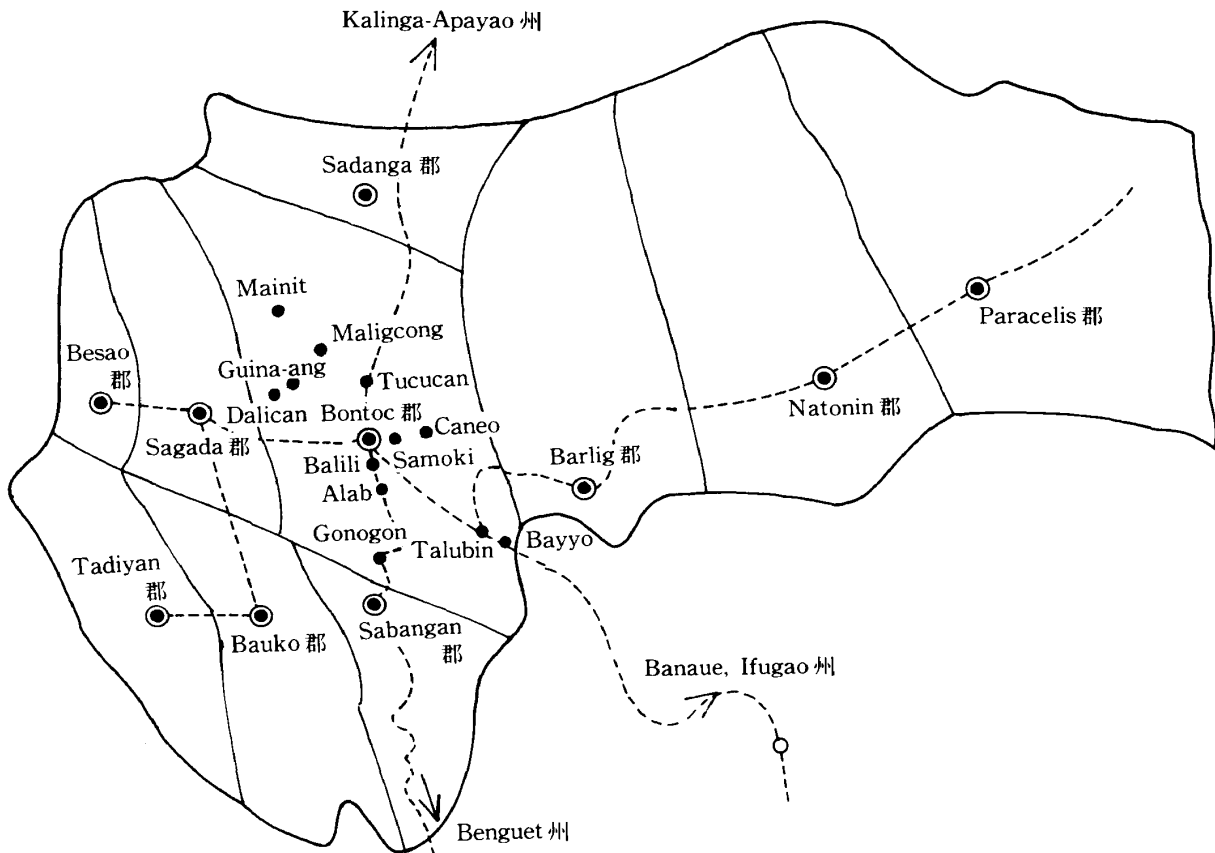 Kalinga-Apayao 州
Sadanga 郡
Mainit
Maligcong
Paracelis 郡
Besao
郡
Guina-ang
Tucucan
Dalican
Bontoc 郡
Caneo
Natonin 郡
Sagada 郡
Balili
Samoki
Barlig 郡
Alab
Gonogon
Talubin
Bayyo
Tadiyan
郡
Bauko 郡
Sabangan
郡
Banaue, Ifugao 州
Benguet 州